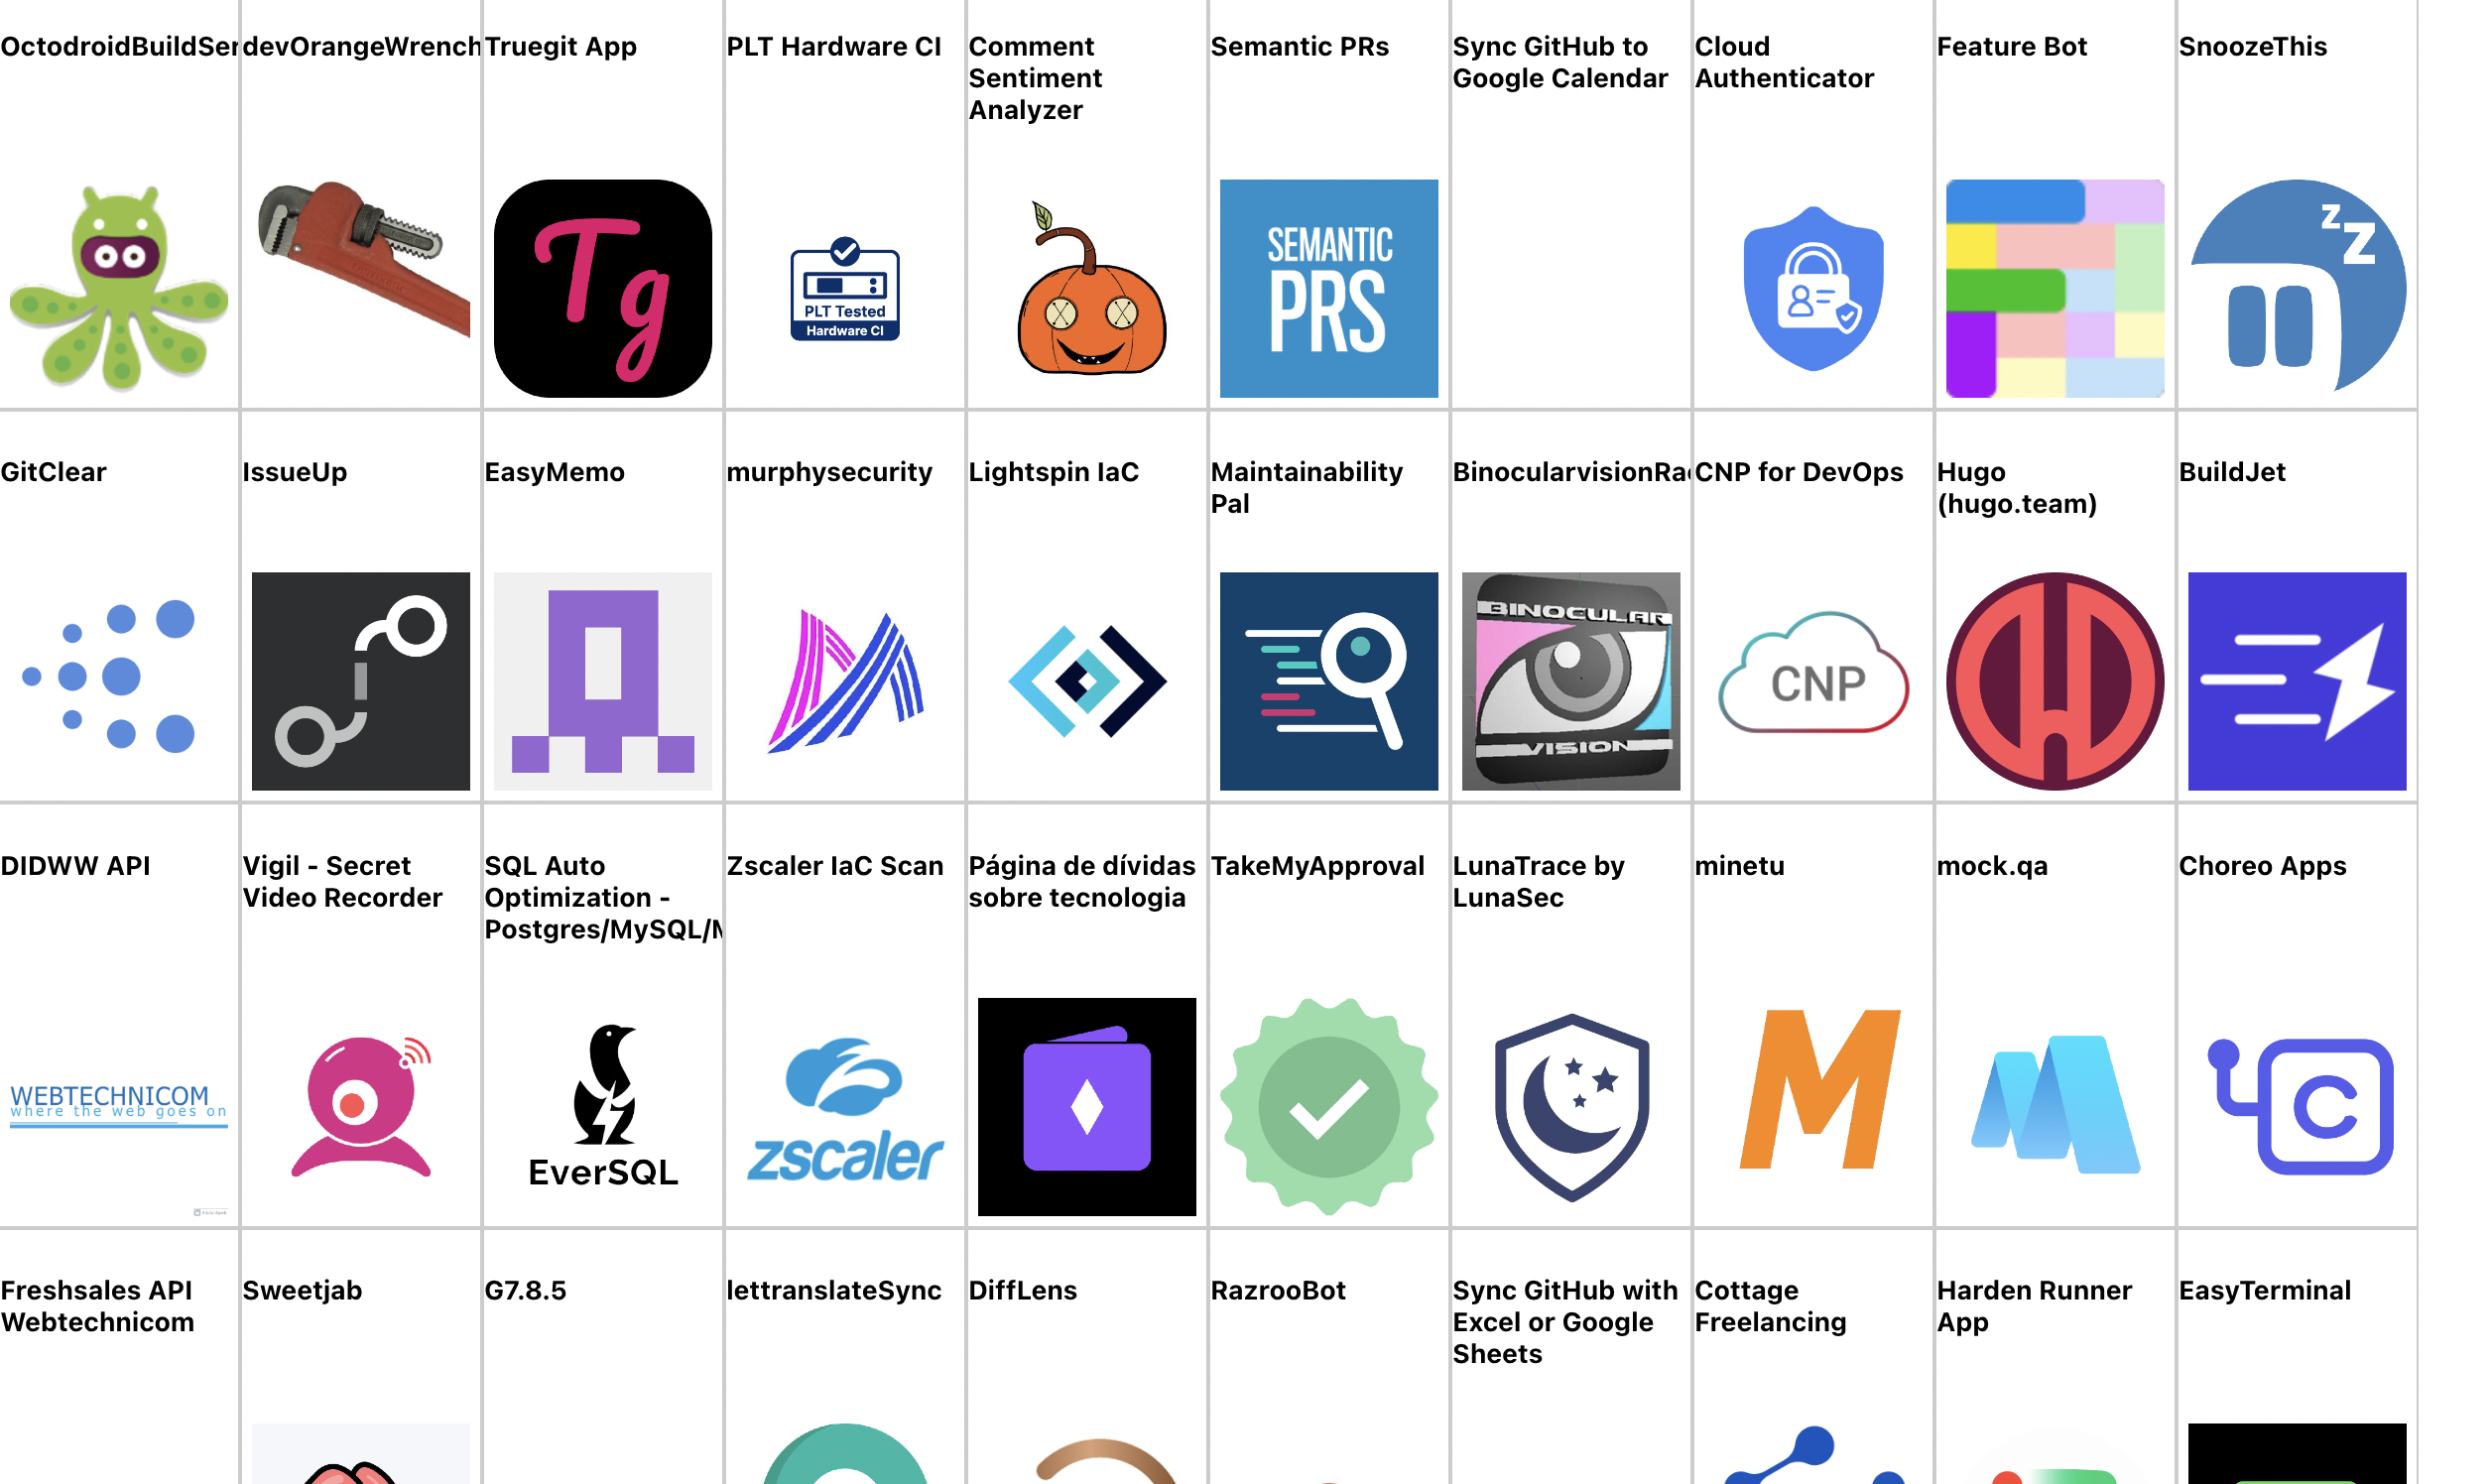 OctodroidBuildSer
devOrangeWrench
Truegit App
PLT Hardware CI
Comment
Sentiment
Analyzer
Semantic PRs
Sync GitHub to
Google Calendar
Cloud
Authenticator
Feature Bot
SnoozeThis
Tg
PLT Tested
Hardware CI
SEMANTIC
PRS
zz
GitClear
IssueUp
EasyMemo
murphysecurity
Lightspin IaC
Maintainability
Pal
BinocularvisionRa
CNP for DevOps
Hugo
(hugo.team)
BuildJet
BINOCULAR
VISION
CNP
DIDWW API
Vigil - Secret
Video Recorder
SQL Auto
Optimization -
Postgres/MySQL/M
Zscaler IaC Scan
Página de dívidas
sobre tecnologia
TakeMyApproval
LunaTrace by
LunaSec
minetu
mock.qa
Choreo Apps
WEBTECHNICOM
where the web goes on
EverSQL
zscaler
M
C
Freshsales API
Webtechnicom
Sweetjab
G7.8.5
lettranslateSync
DiffLens
RazrooBot
Sync GitHub with
Excel or Google
Sheets
Cottage
Freelancing
Harden Runner
App
EasyTerminal